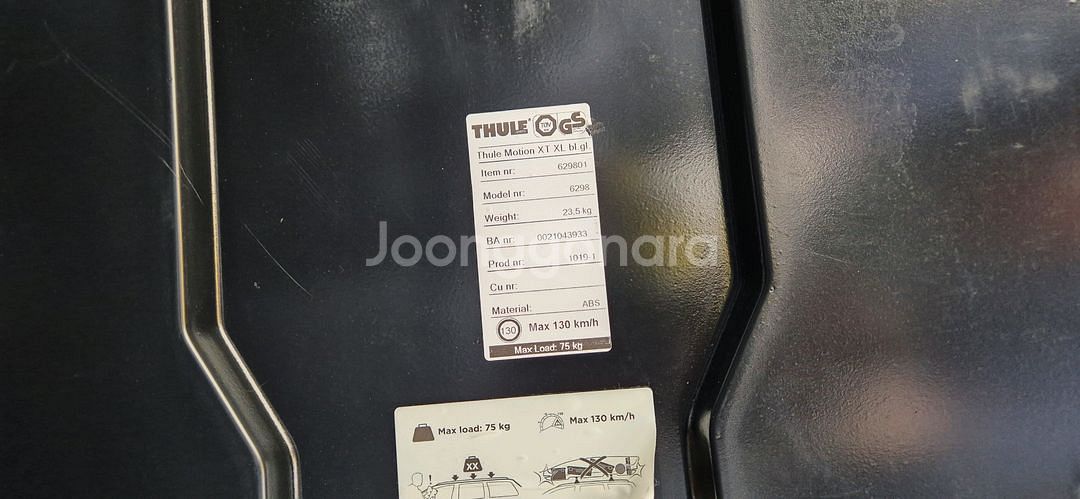 THULE TÜV GS
Thule Motion XT XL bl.gl
Item nr: 629801
Model nr: 6298
Weight: 23,5 kg
BA nr: 0021043933
Joonggonara
Prod nr: 1019-1
Cu nr:
Material: ABS
130 Max 130 km/h
Max Load: 75 kg
Max load: 75 kg Max 130 km/h
XX